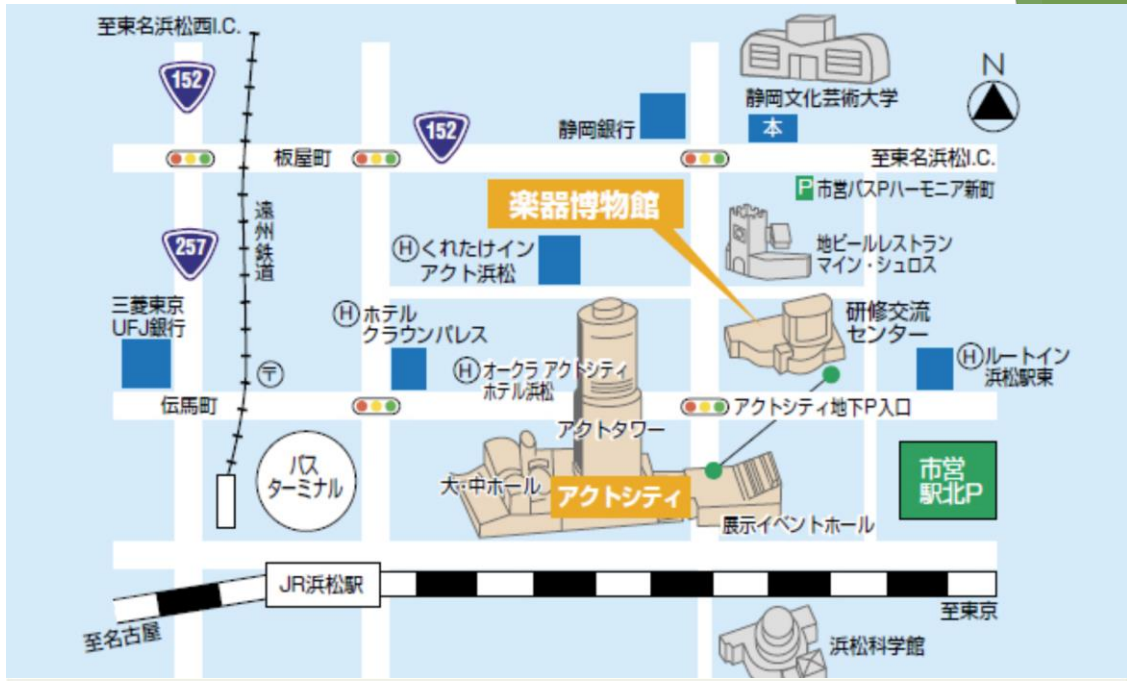 至東名浜松西I.C.
152
静岡文化芸術大学
N
静岡銀行
本
152
板屋町
至東名浜松I.C.
P 市営バスPハーモニア新町
楽器博物館
遠州鉄道
257
Hくれたけイン
アクト浜松
地ビールレストラン
マイン・シュロス
三菱東京
UFJ銀行
Hホテル
クラウンパレス
研修交流
センター
Hオークラ アクトシティ
ホテル浜松
Hルートイン
浜松駅東
〒
伝馬町
アクトシティ地下P入口
アクトタワー
バス
ターミナル
大・中ホール
アクトシティ
市営
駅北P
展示イベントホール
JR浜松駅
至名古屋
至東京
浜松科学館